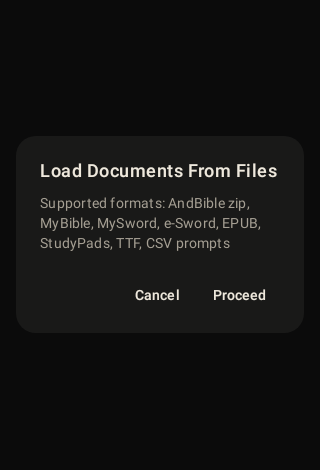 Load Documents From Files
Supported formats: AndBible zip,
MyBible, MySword, e-Sword, EPUB,
StudyPads, TTF, CSV prompts
Cancel Proceed